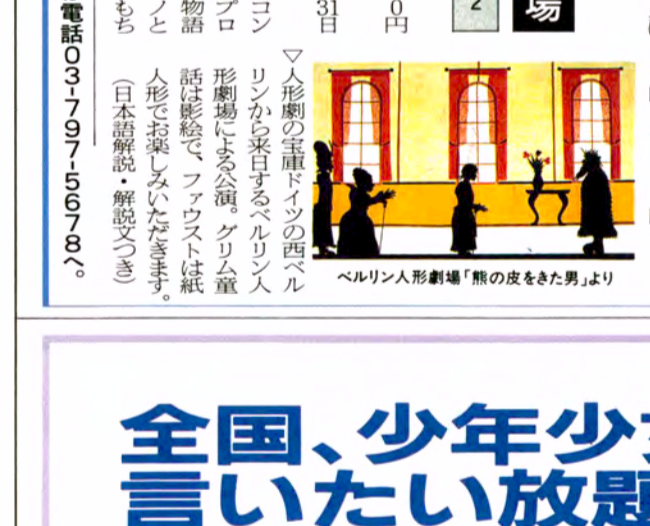 場
2
0円
31日
コン
プロ
物語
ノと
もち
▽人形劇の宝庫ドイツの西ベル
リンから来日するベルリン人
形劇場による公演。グリム童
話は影絵で、ファウストは紙
人形でお楽しみいただきます。
（日本語解説・解説文つき）
電話03-797-5678へ。
ベルリン人形劇場「熊の皮をきた男」より
全国、少年少
言いたい放題